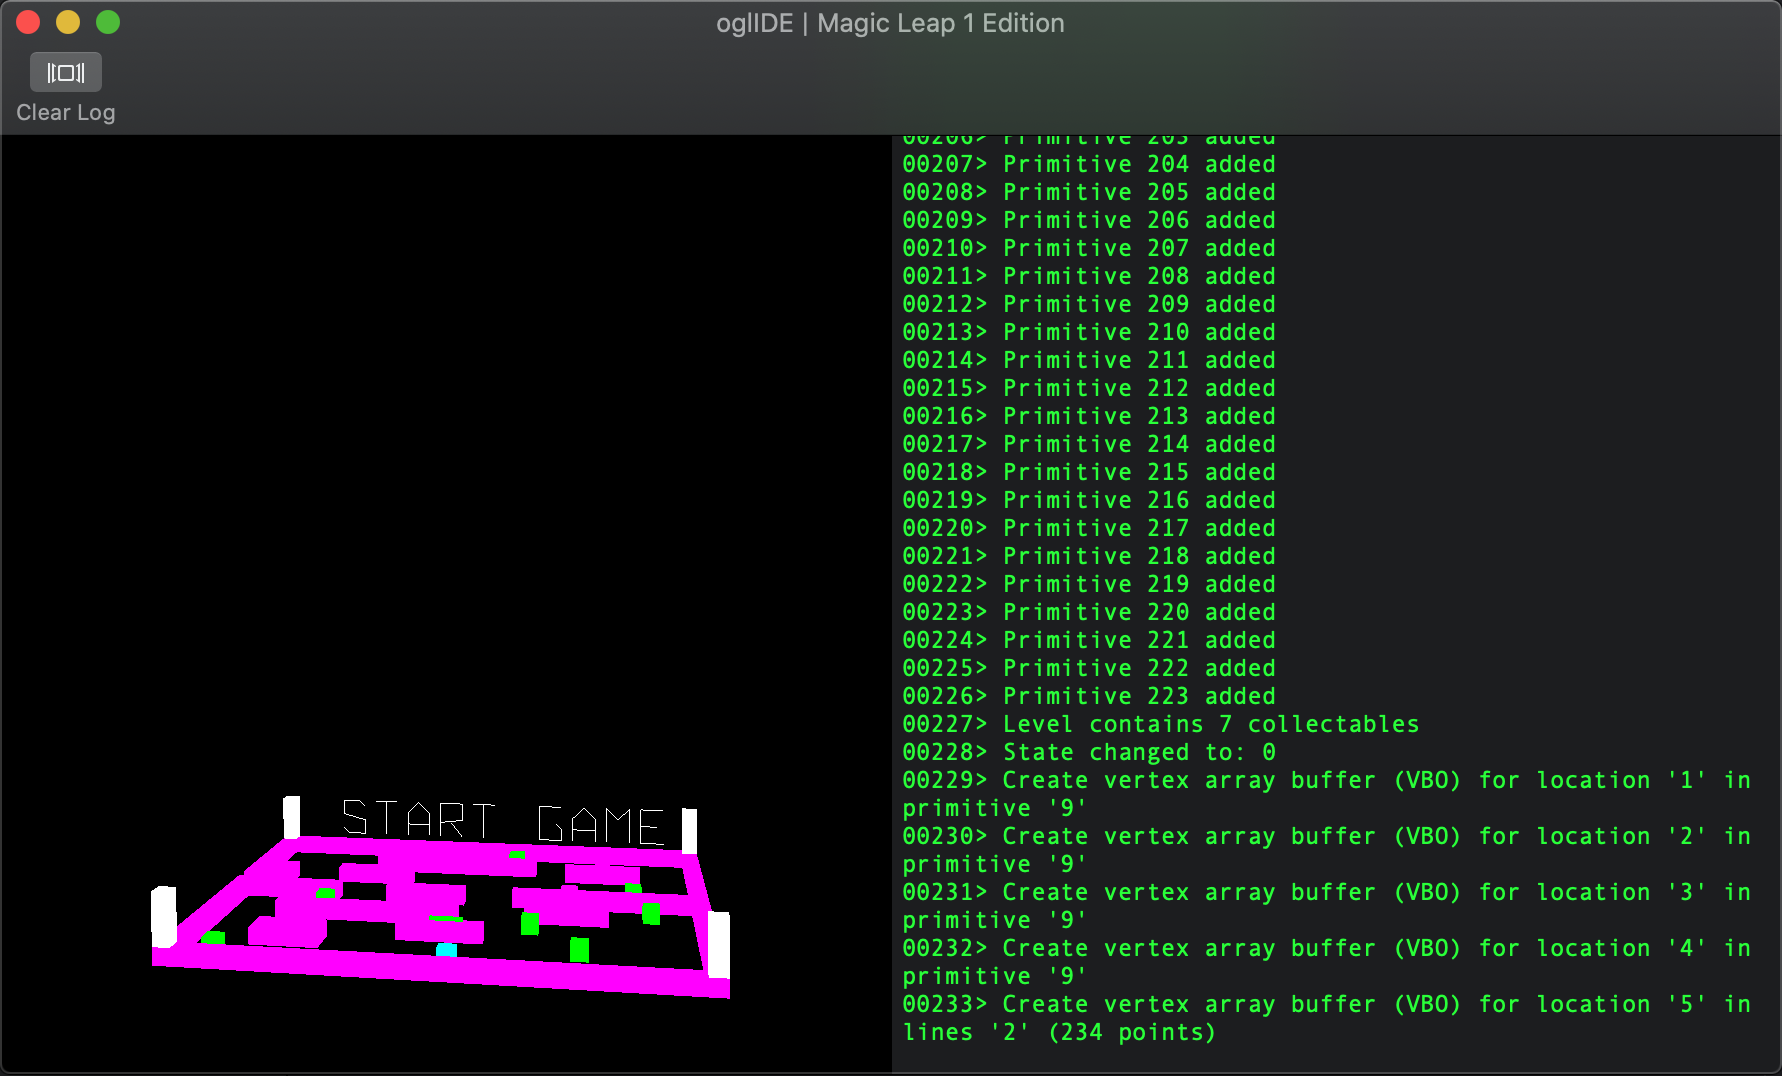 oglIDE | Magic Leap 1 Edition
Clear Log
START GAME
00206> Primitive 203 added
00207> Primitive 204 added
00208> Primitive 205 added
00209> Primitive 206 added
00210> Primitive 207 added
00211> Primitive 208 added
00212> Primitive 209 added
00213> Primitive 210 added
00214> Primitive 211 added
00215> Primitive 212 added
00216> Primitive 213 added
00217> Primitive 214 added
00218> Primitive 215 added
00219> Primitive 216 added
00220> Primitive 217 added
00221> Primitive 218 added
00222> Primitive 219 added
00223> Primitive 220 added
00224> Primitive 221 added
00225> Primitive 222 added
00226> Primitive 223 added
00227> Level contains 7 collectables
00228> State changed to: 0
00229> Create vertex array buffer (VBO) for location '1' in
primitive '9'
00230> Create vertex array buffer (VBO) for location '2' in
primitive '9'
00231> Create vertex array buffer (VBO) for location '3' in
primitive '9'
00232> Create vertex array buffer (VBO) for location '4' in
primitive '9'
00233> Create vertex array buffer (VBO) for location '5' in
lines '2' (234 points)